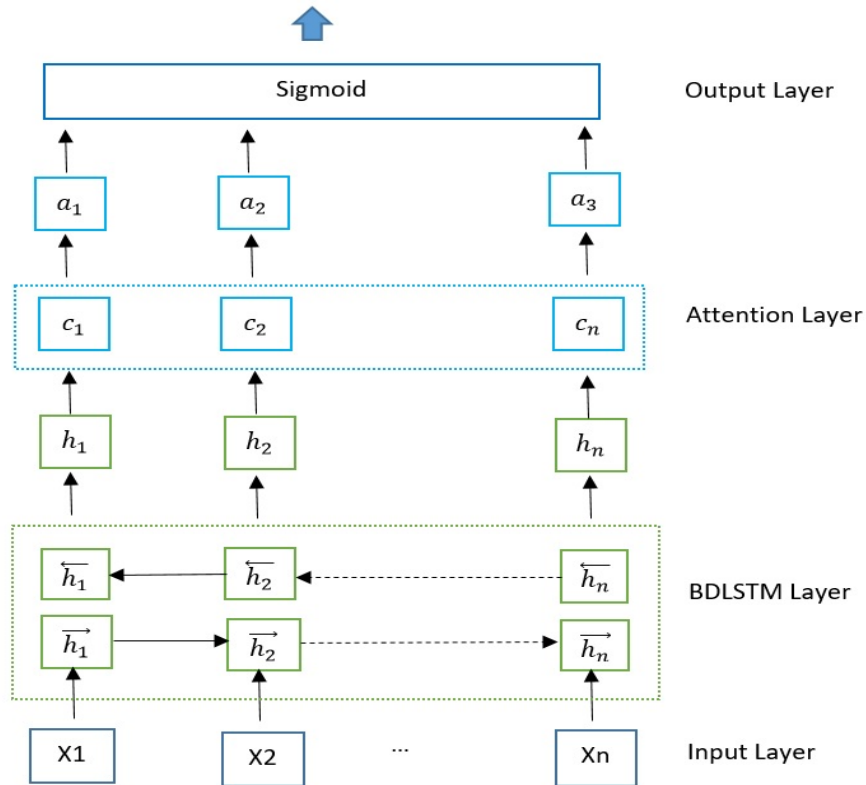 Sigmoid Output Layer
a₁ a₂ a₃
c₁ c₂ cₙ Attention Layer
h₁ h₂ hₙ
←h₁ ←h₂ ←hₙ
BDLSTM Layer
→h₁ →h₂ →hₙ
X1 X2 ... Xn Input Layer